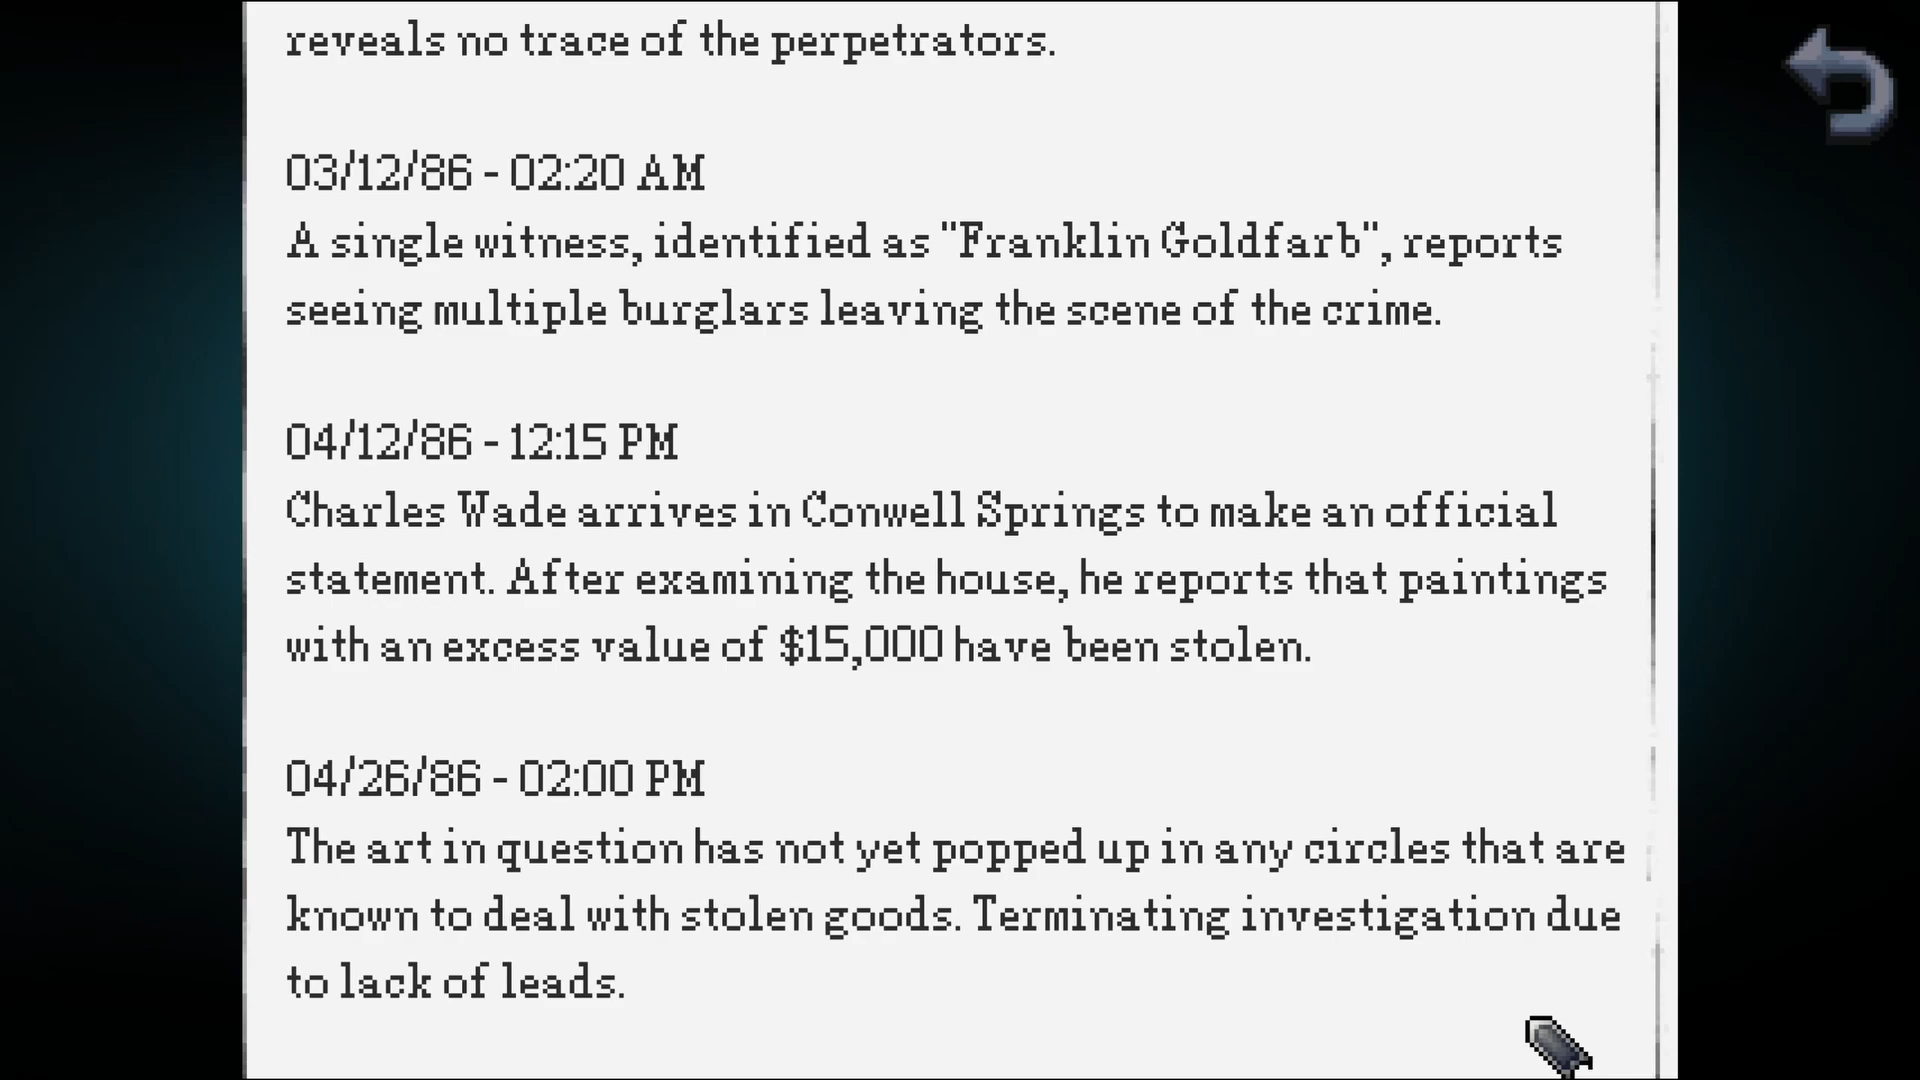 reveals no trace of the perpetrators.
03/12/86 - 02:20 AM
A single witness, identified as "Franklin Goldfarb", reports
seeing multiple burglars leaving the scene of the crime.
04/12/86 - 12:15 PM
Charles Wade arrives in Conwell Springs to make an official
statement. After examining the house, he reports that paintings
with an excess value of $15,000 have been stolen.
04/26/86 - 02:00 PM
The art in question has not yet popped up in any circles that are
known to deal with stolen goods. Terminating investigation due
to lack of leads.